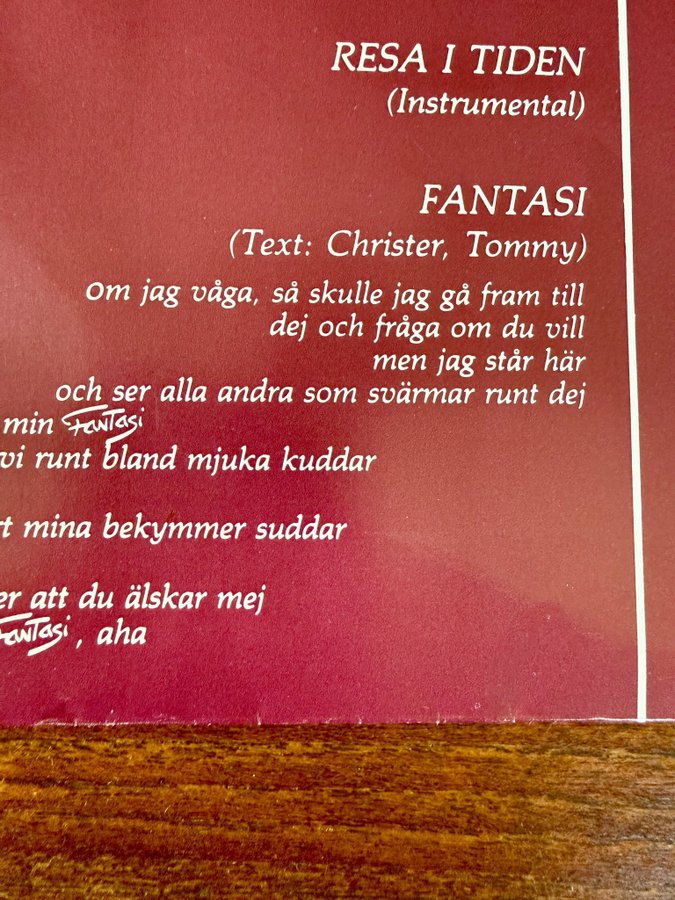 RESA I TIDEN
(Instrumental)
FANTASI
(Text: Christer, Tommy)
om jag våga, så skulle jag gå fram till
dej och fråga om du vill
men jag står här
och ser alla andra som svärmar runt dej
min Fantasi
vi runt bland mjuka kuddar
mina bekymmer suddar
att du älskar mej
Fantasi, aha